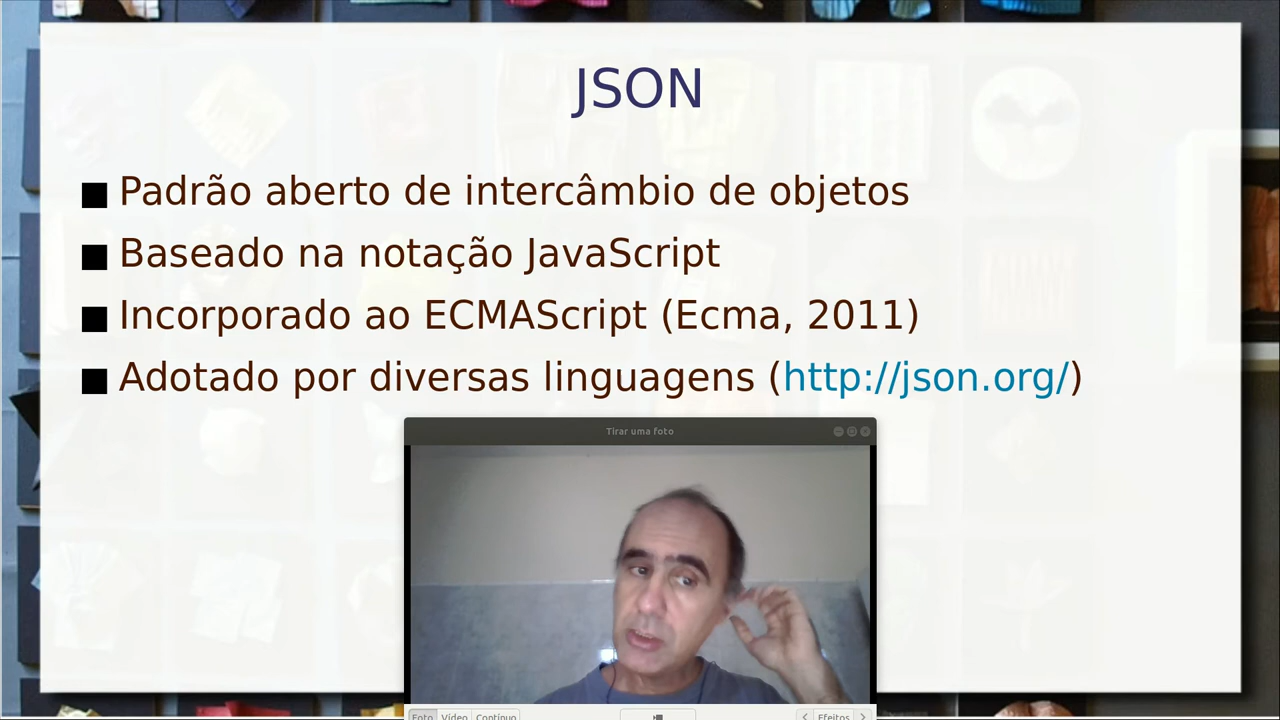 JSON
Padrão aberto de intercâmbio de objetos
Baseado na notação JavaScript
Incorporado ao ECMAScript (Ecma, 2011)
Adotado por diversas linguagens (http://json.org/)
Tirar uma foto
Foto Vídeo Contínuo Efeitos